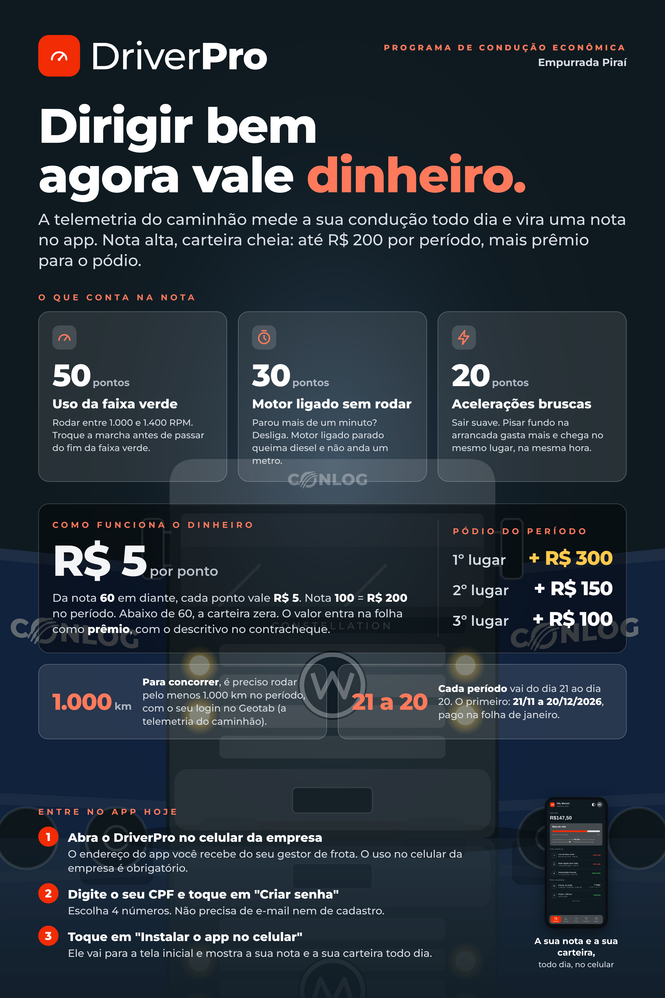 DriverPro
PROGRAMA DE CONDUÇÃO ECONÔMICA
Empurrada Piraí
Dirigir bem
agora vale dinheiro.
A telemetria do caminhão mede a sua condução todo dia e vira uma nota
no app. Nota alta, carteira cheia: até R$ 200 por período, mais prêmio
para o pódio.
O QUE CONTA NA NOTA
50 pontos
Uso da faixa verde
Rodar entre 1.000 e 1.400 RPM.
Troque a marcha antes de passar
do fim da faixa verde.
30 pontos
Motor ligado sem rodar
Parou mais de um minuto?
Desliga. Motor ligado parado
queima diesel e não anda um
metro.
20 pontos
Acelerações bruscas
Sair suave. Pisar fundo na
arrancada gasta mais e chega no
mesmo lugar, na mesma hora.
CONLOG
COMO FUNCIONA O DINHEIRO
R$ 5 por ponto
Da nota 60 em diante, cada ponto vale R$ 5. Nota 100 = R$ 200
no período. Abaixo de 60, a carteira zera. O valor entra na folha
como prêmio, com o descritivo no contracheque.
PÓDIO DO PERÍODO
1º lugar + R$ 300
2º lugar + R$ 150
3º lugar + R$ 100
CONSTELLATION
CONLOG
CONLOG
1.000 km
Para concorrer, é preciso rodar
pelo menos 1.000 km no período,
com o seu login no Geotab (a
telemetria do caminhão).
21 a 20
Cada período vai do dia 21 ao dia
20. O primeiro: 21/11 a 20/12/2026,
pago na folha de janeiro.
ENTRE NO APP HOJE
1 Abra o DriverPro no celular da empresa
O endereço do app você recebe do seu gestor de frota. O uso no celular da
empresa é obrigatório.
2 Digite o seu CPF e toque em "Criar senha"
Escolha 4 números. Não precisa de e-mail nem de cadastro.
3 Toque em "Instalar o app no celular"
Ele vai para a tela inicial e mostra a sua nota e a sua carteira todo dia.
R$147,50
A sua nota e a sua
carteira,
todo dia, no celular